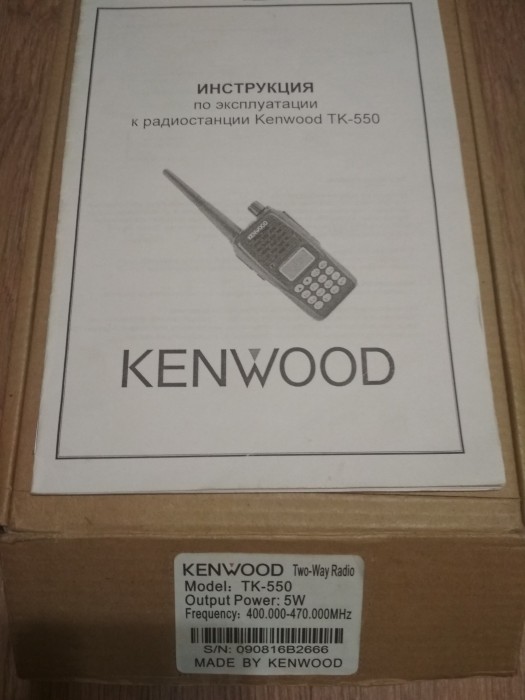 ИНСТРУКЦИЯ
по эксплуатации
к радиостанции Kenwood TK-550
KENWOOD
KENWOOD
KENWOOD Two-Way Radio
Model: TK-550
Output Power: 5W
Frequency: 400.000-470.000MHz
S/N: 090816B2666
MADE BY KENWOOD